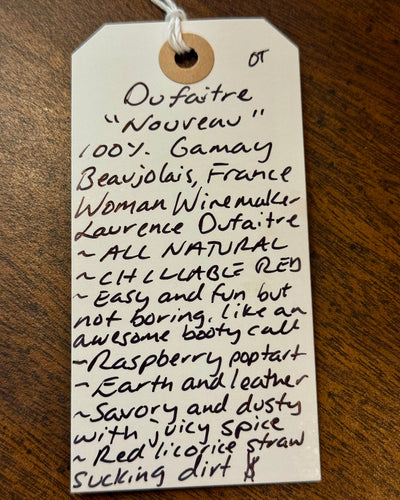 OT
Dufaitre
"Nouveau"
100% Gamay
Beaujolais, France
Woman Winemaker
Laurence Dufaitre
~ ALL NATURAL
~ CHILLABLE RED
~ Easy and fun but
not boring, like an
awesome booty call
~ Raspberry poptart
~ Earth and leather
~ Savory and dusty
with juicy spice
~ Red licorice straw
sucking dirt